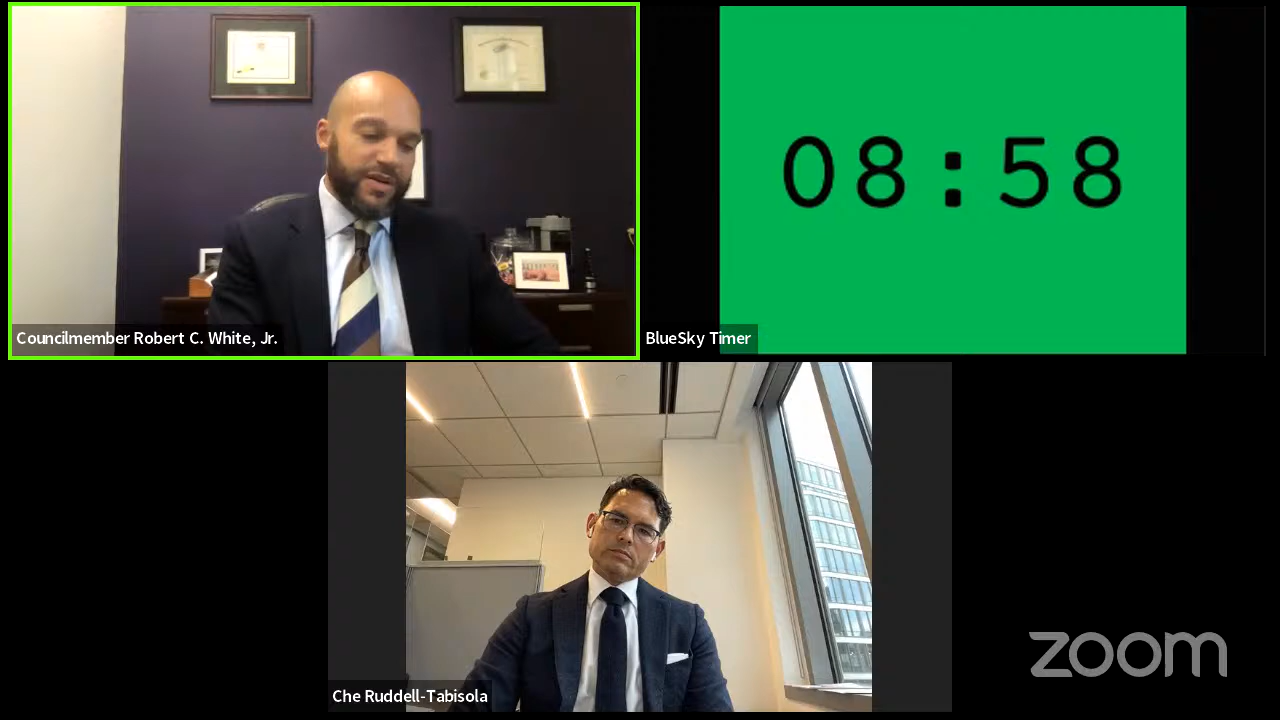 08:58
Councilmember Robert C. White, Jr.
BlueSky Timer
Che Ruddell-Tabisola
zoom